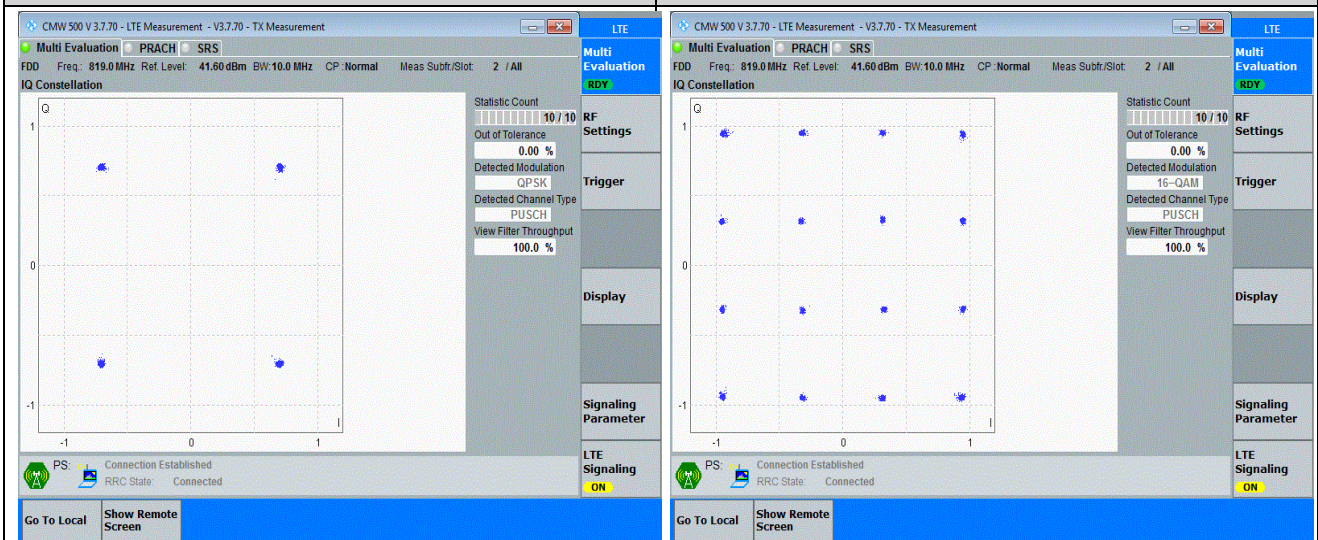 CMW 500 V 3.7.70 - LTE Measurement - V3.7.70 - TX Measurement
LTE
Multi Evaluation PRACH SRS
Multi
Evaluation
RDY
FDD Freq.: 819.0 MHz Ref. Level: 41.60 dBm BW: 10.0 MHz CP : Normal Meas Subfr./Slot: 2 / All
IQ Constellation
Q
1
0
-1
-1 0 1
I
Statistic Count
10 / 10
Out of Tolerance
0.00 %
Detected Modulation
QPSK
Detected Channel Type
PUSCH
View Filter Throughput
100.0 %
RF
Settings
Trigger
Display
Signaling
Parameter
LTE
Signaling
ON
PS: Connection Established
RRC State: Connected
Go To Local
Show Remote
Screen
CMW 500 V 3.7.70 - LTE Measurement - V3.7.70 - TX Measurement
LTE
Multi Evaluation PRACH SRS
Multi
Evaluation
RDY
FDD Freq.: 819.0 MHz Ref. Level: 41.60 dBm BW: 10.0 MHz CP : Normal Meas Subfr./Slot: 2 / All
IQ Constellation
Q
1
0
-1
-1 0 1
I
Statistic Count
10 / 10
Out of Tolerance
0.00 %
Detected Modulation
16-QAM
Detected Channel Type
PUSCH
View Filter Throughput
100.0 %
RF
Settings
Trigger
Display
Signaling
Parameter
LTE
Signaling
ON
PS: Connection Established
RRC State: Connected
Go To Local
Show Remote
Screen